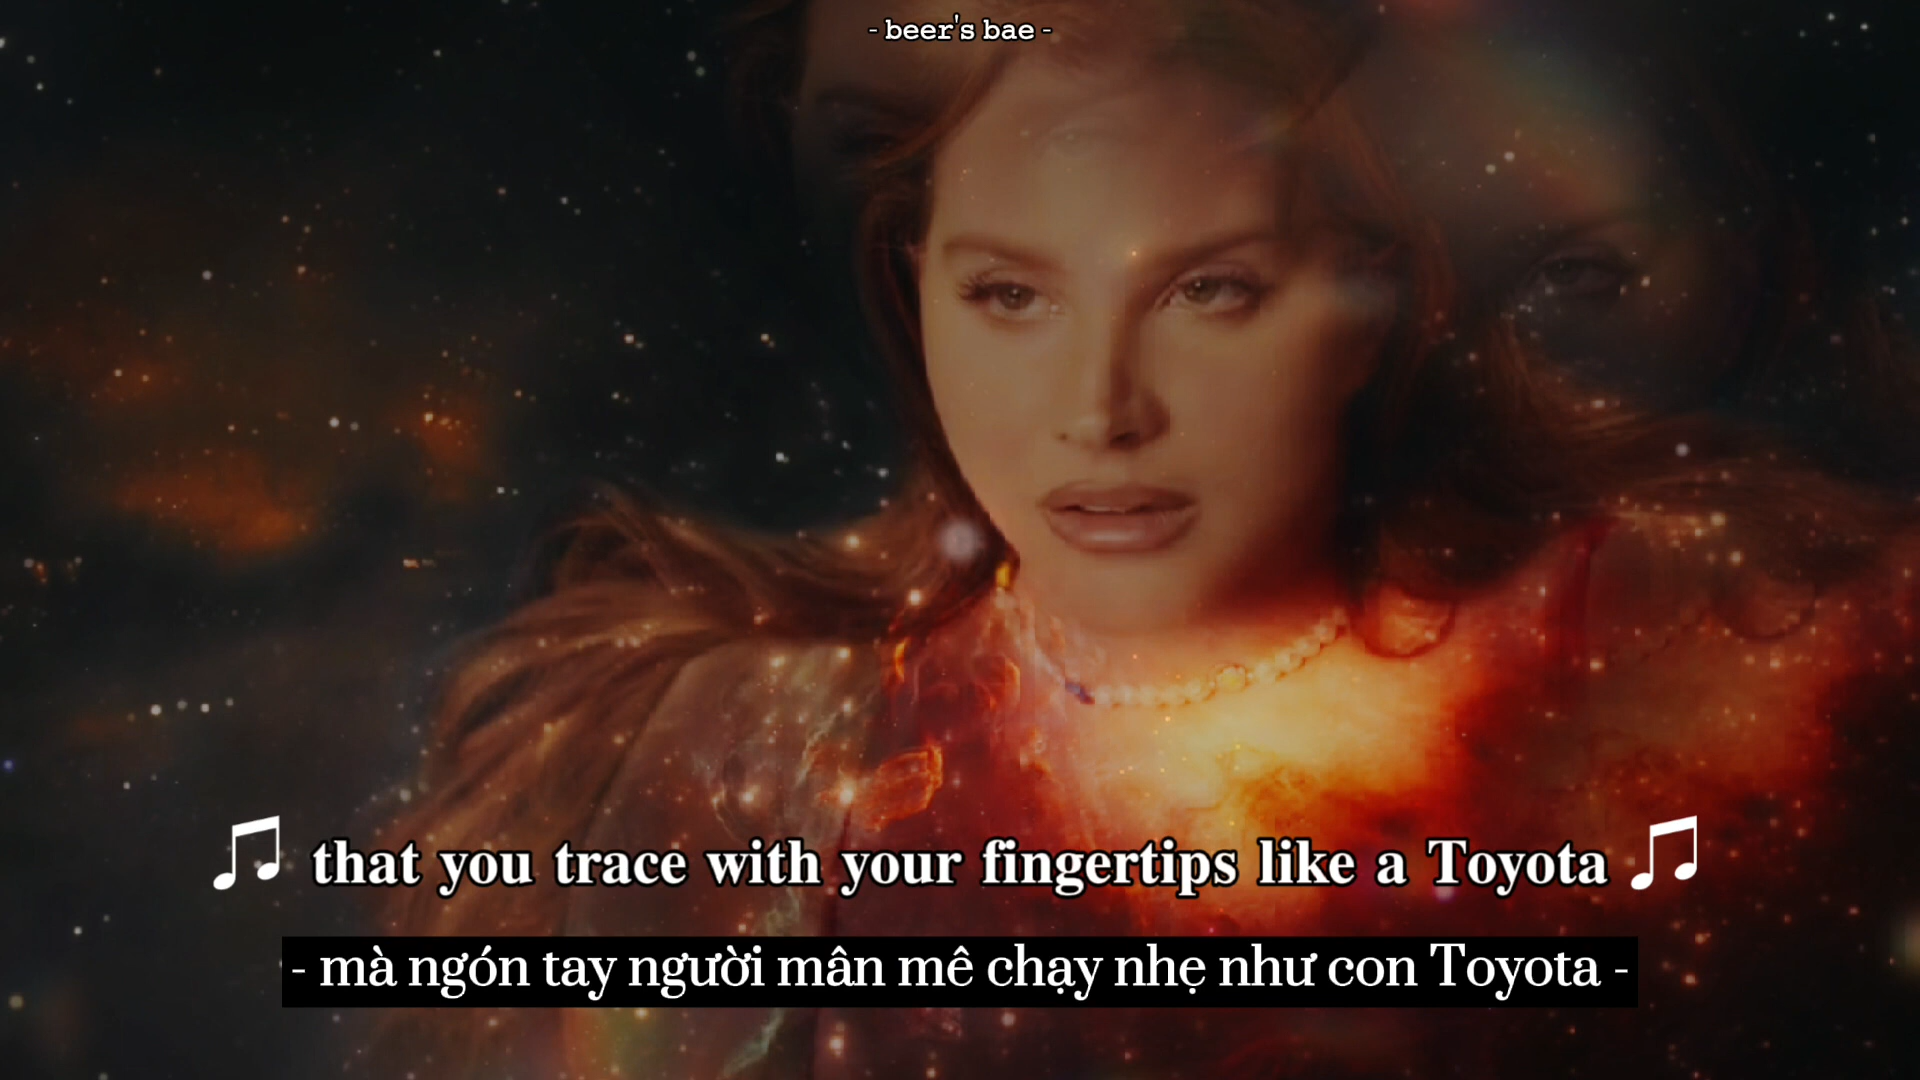 - beer's bae -
♫ that you trace with your fingertips like a Toyota ♫
- mà ngón tay người mân mê chạy nhẹ như con Toyota -